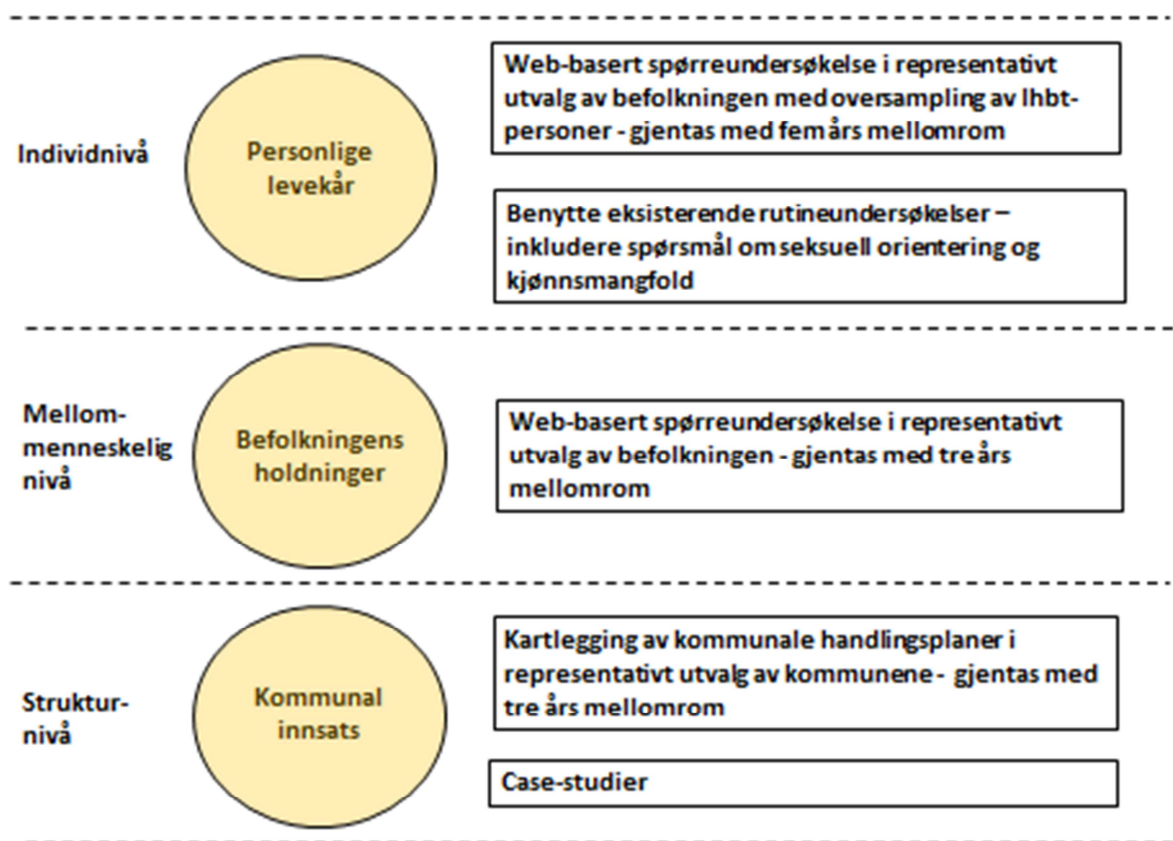 Individnivå
Personlige
levekår
Web-basert spørreundersøkelse i representativt
utvalg av befolkningen med oversampling av lhbt-
personer - gjentas med fem års mellomrom
Benytte eksisterende rutineundersøkelser –
inkludere spørsmål om seksuell orientering og
kjønnsmangfold
Mellom-
menneskelig
nivå
Befolkningens
holdninger
Web-basert spørreundersøkelse i representativt
utvalg av befolkningen - gjentas med tre års
mellomrom
Struktur-
nivå
Kommunal
innsats
Kartlegging av kommunale handlingsplaner i
representativt utvalg av kommunene - gjentas med
tre års mellomrom
Case-studier